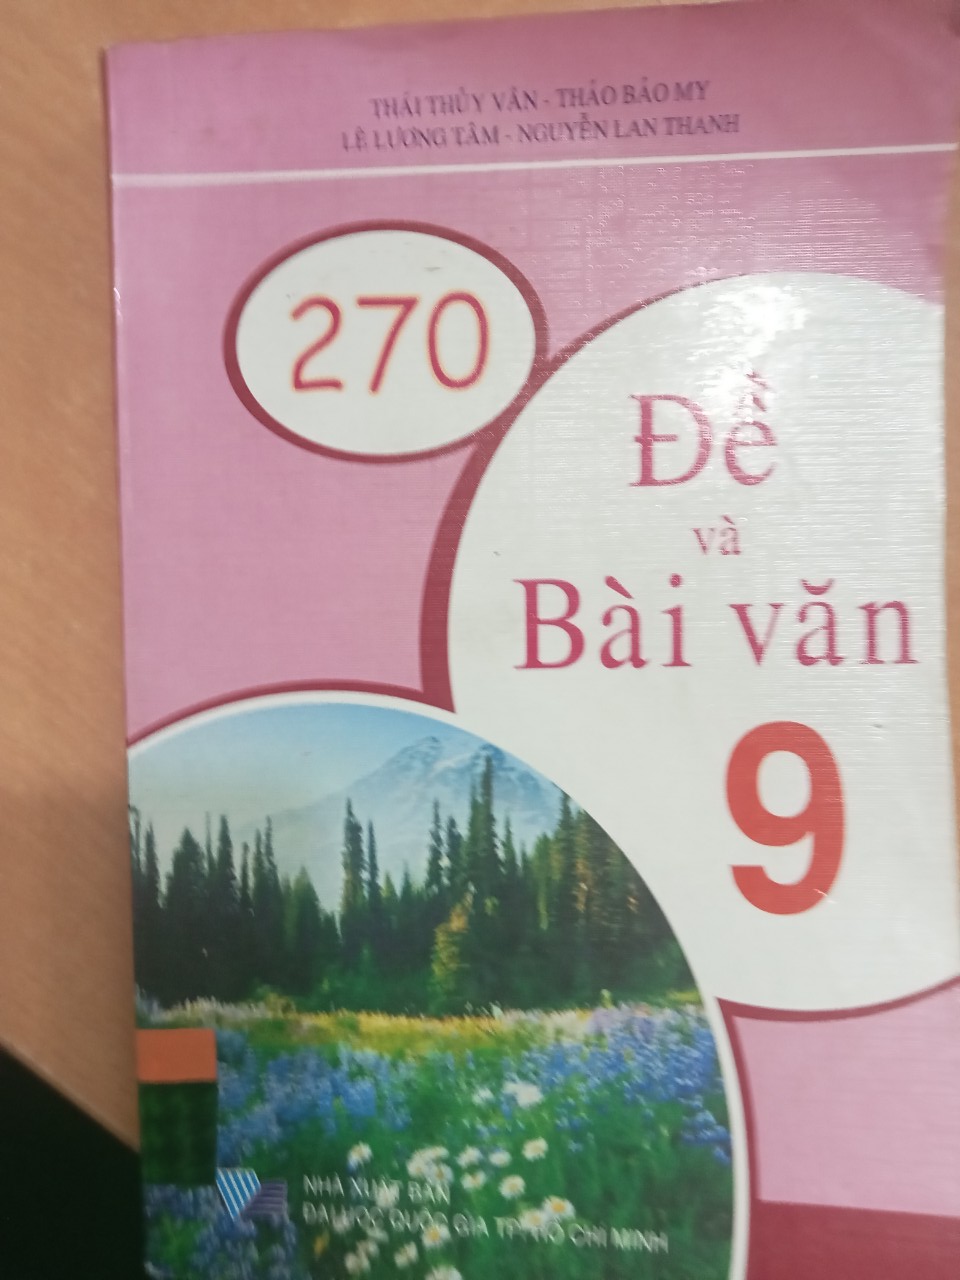 THÁI THỦY VÂN - THẢO BẢO MY
LÊ LƯƠNG TÂM - NGUYỄN LAN THANH
270
Đề
và
Bài văn
9
NHÀ XUẤT BẢN
ĐẠI HỌC QUỐC GIA TP. HỒ CHÍ MINH